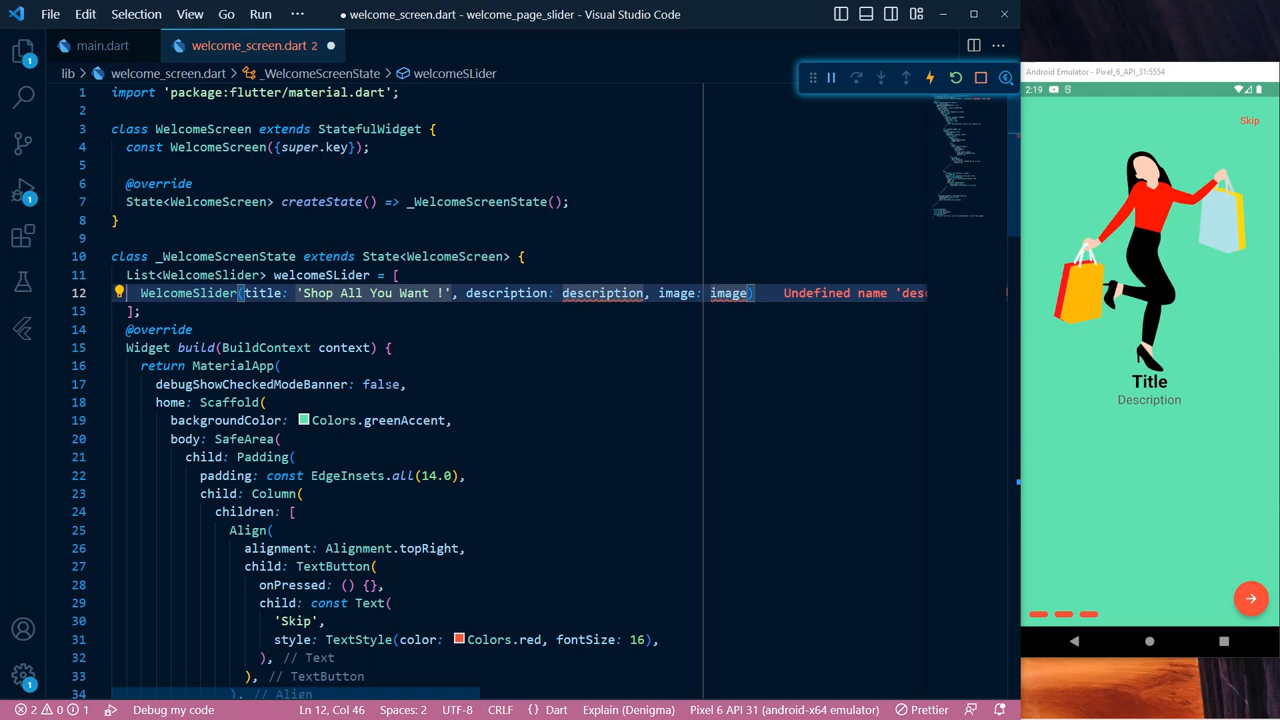 File Edit Selection View Go Run ··· ● welcome_screen.dart - welcome_page_slider - Visual Studio Code
main.dart welcome_screen.dart 2 ●
lib > welcome_screen.dart > _WelcomeScreenState > welcomeSLider
1 import 'package:flutter/material.dart';
2
3 class WelcomeScreen extends StatefulWidget {
4 const WelcomeScreen({super.key});
5
6 @override
7 State<WelcomeScreen> createState() => _WelcomeScreenState();
8 }
9
10 class _WelcomeScreenState extends State<WelcomeScreen> {
11 List<WelcomeSlider> welcomeSLider = [
12 WelcomeSlider(title: 'Shop All You Want !', description: description, image: image) Undefined name 'desc
13 ];
14 @override
15 Widget build(BuildContext context) {
16 return MaterialApp(
17 debugShowCheckedModeBanner: false,
18 home: Scaffold(
19 backgroundColor: Colors.greenAccent,
20 body: SafeArea(
21 child: Padding(
22 padding: const EdgeInsets.all(14.0),
23 child: Column(
24 children: [
25 Align(
26 alignment: Alignment.topRight,
27 child: TextButton(
28 onPressed: () {},
29 child: const Text(
30 'Skip',
31 style: TextStyle(color: Colors.red, fontSize: 16),
32 ), // Text
33 ), // TextButton
34 ), // Align
1
1
1
2 0 1 Debug my code Ln 12, Col 46 Spaces: 2 UTF-8 CRLF {} Dart Explain (Denigma) Pixel 6 API 31 (android-x64 emulator) Prettier
Android Emulator - Pixel_6_API_31:5554
2:19
Skip
Title
Description